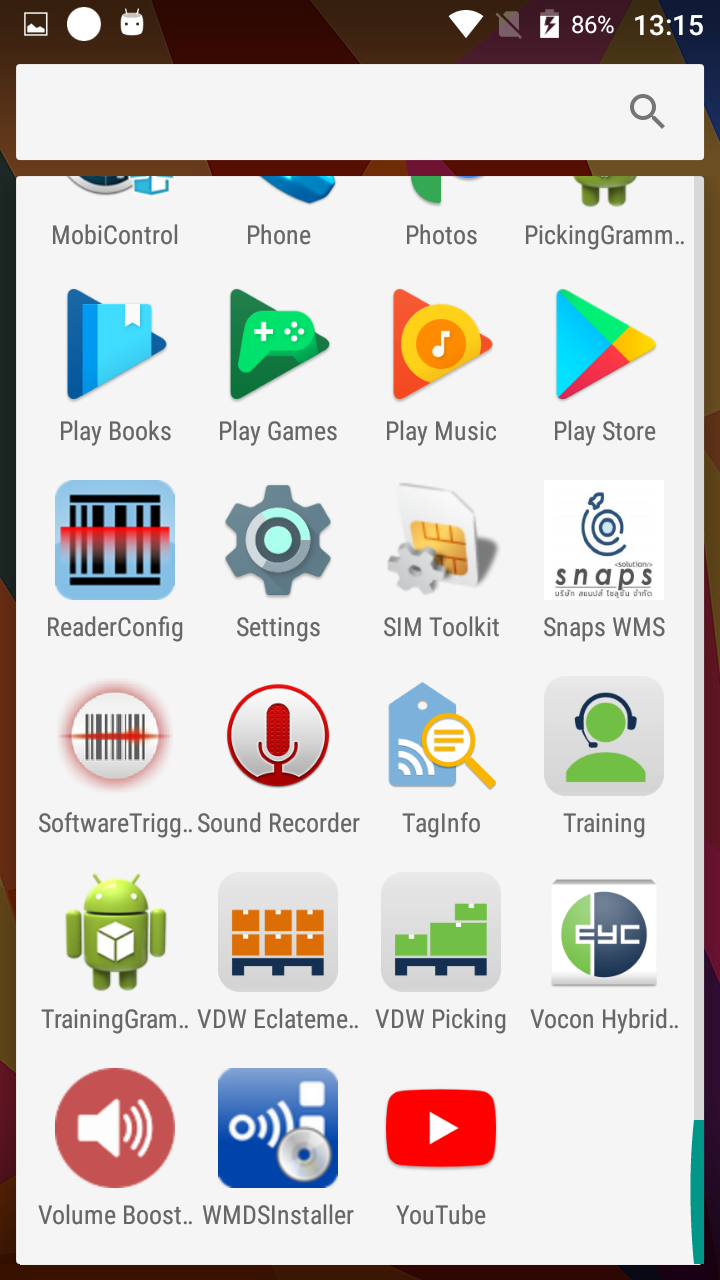 86% 13:15
MobiControl Phone Photos PickingGramm..
Play Books Play Games Play Music Play Store
<solution/>
snaps
บริษัท สแนปส์ โซลูชั่น จำกัด
ReaderConfig Settings SIM Toolkit Snaps WMS
SoftwareTrigg.. Sound Recorder TagInfo Training
EYC
TrainingGram.. VDW Eclateme.. VDW Picking Vocon Hybrid..
Volume Boost.. WMDSInstaller YouTube